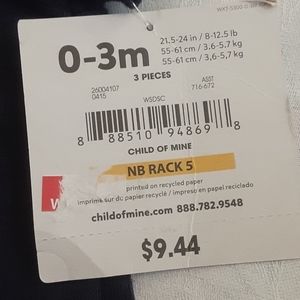 0-3m
21,5-24 in / 8-12.5 lb
55-61 cm / 3,6-5,7 kg
55-61 cm / 3,6-5,7 kg
3 PIECES
26004107
0415
WSDSC
ASST
716-672
8 88510 94869 8
CHILD OF MINE
NB RACK 5
printed on recycled paper
imprimé sur du papier recyclé / impreso en papel reciclado
childofmine.com 888.782.9548
$9.44